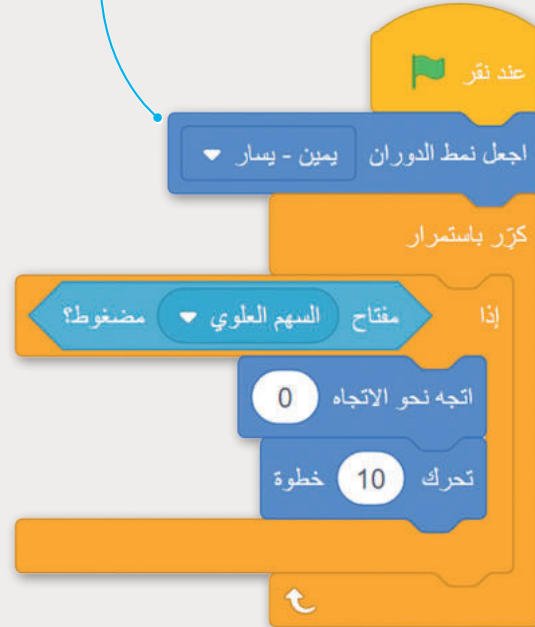 عند نقر
اجعل نمط الدوران يمين - يسار
كرّر باستمرار
إذا مفتاح السهم العلوي مضغوط؟
اتجه نحو الاتجاه 0
تحرك 10 خطوة